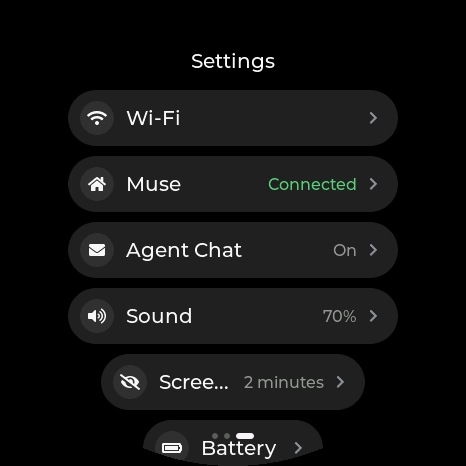 Settings
Wi-Fi
Muse Connected
Agent Chat On
Sound 70%
Scree... 2 minutes
Battery